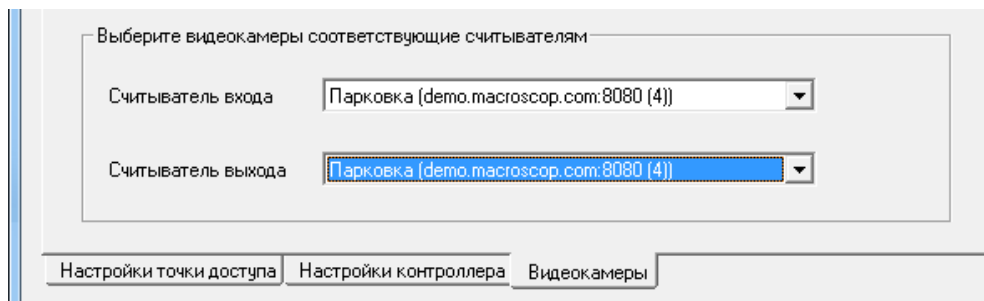 Выберите видеокамеры соответствующие считывателям
Считыватель входа
Парковка (demo.macroscop.com:8080 (4))
Считыватель выхода
Парковка (demo.macroscop.com:8080 (4))
Настройки точки доступа Настройки контроллера Видеокамеры